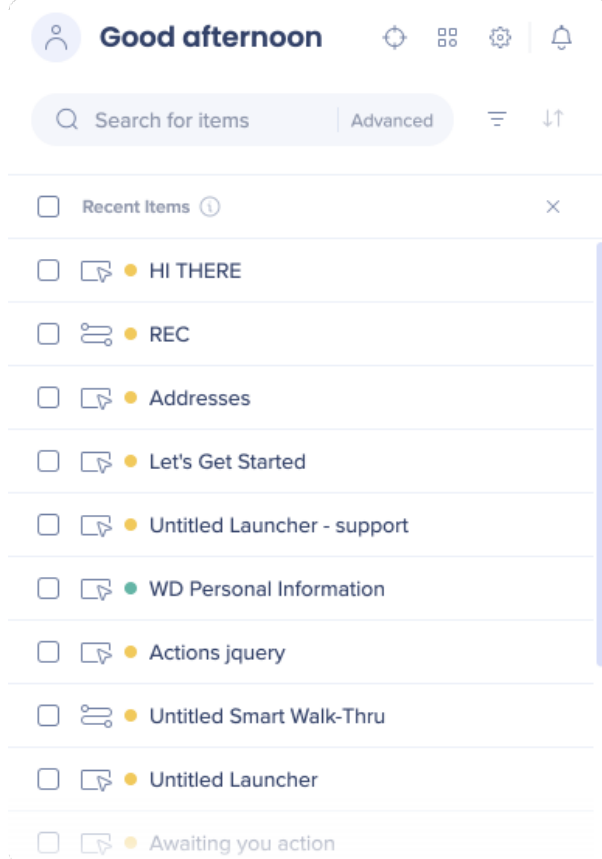 Good afternoon
Search for items Advanced
Recent Items
HI THERE
REC
Addresses
Let's Get Started
Untitled Launcher - support
WD Personal Information
Actions jquery
Untitled Smart Walk-Thru
Untitled Launcher
Awaiting you action